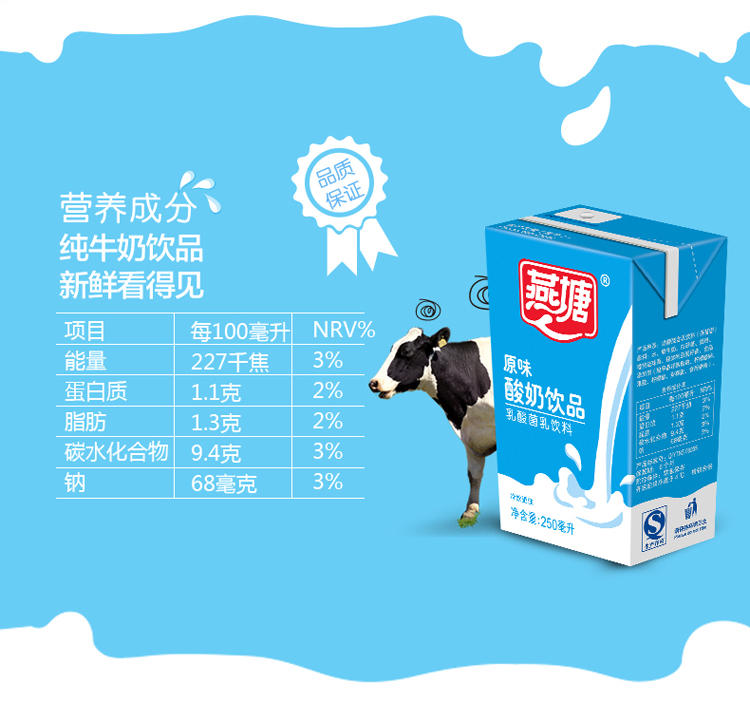 品质
保证
营养成分
纯牛奶饮品
新鲜看得见
项目 每100毫升 NRV%
能量 227千焦 3%
蛋白质 1.1克 2%
脂肪 1.3克 2%
碳水化合物 9.4克 3%
钠 68毫克 3%
燕塘®
原味
酸奶饮品
乳酸菌乳饮料
净含量:250毫升